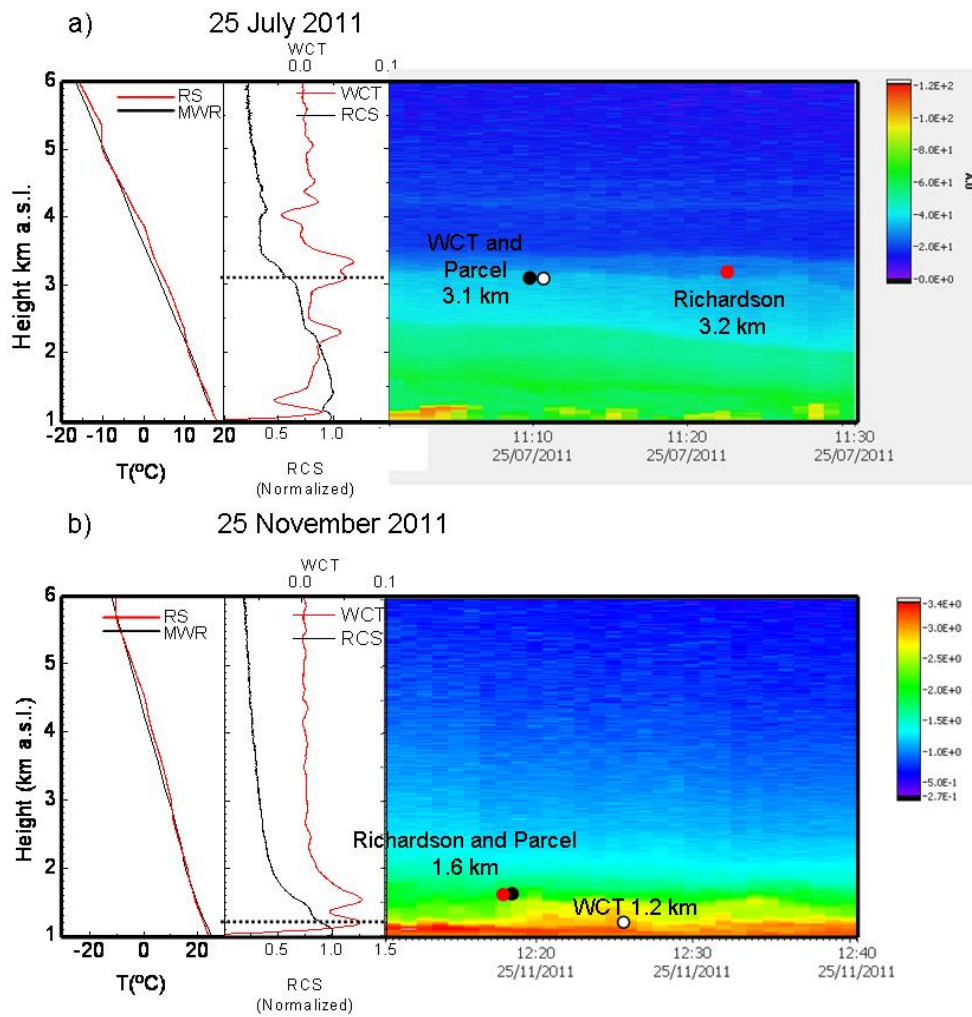 a) 25 July 2011
WCT
0.0 0.1
6
5
4
3
2
1
Height km a.s.l.
RS
MWR
WCT
RCS
WCT and
Parcel
3.1 km
Richardson
3.2 km
1.2E+2
1.0E+2
8.0E+1
6.0E+1
4.0E+1
2.0E+1
0.0E+0
-20 -10 0 10 20
0.5 1.0
11:10 11:20 11:30
25/07/2011 25/07/2011 25/07/2011
T(ºC)
RCS
(Normalized)
b) 25 November 2011
WCT
0.0 0.1
6
5
4
3
2
1
Height (km a.s.l.)
RS
MWR
WCT
RCS
Richardson and Parcel
1.6 km
WCT 1.2 km
3.4E+0
3.0E+0
2.5E+0
2.0E+0
1.5E+0
1.0E+0
5.0E-1
2.7E-1
-20 0 20
0.5 1.0 1.5
12:20 12:30 12:40
25/11/2011 25/11/2011 25/11/2011
T(ºC)
RCS
(Normalized)